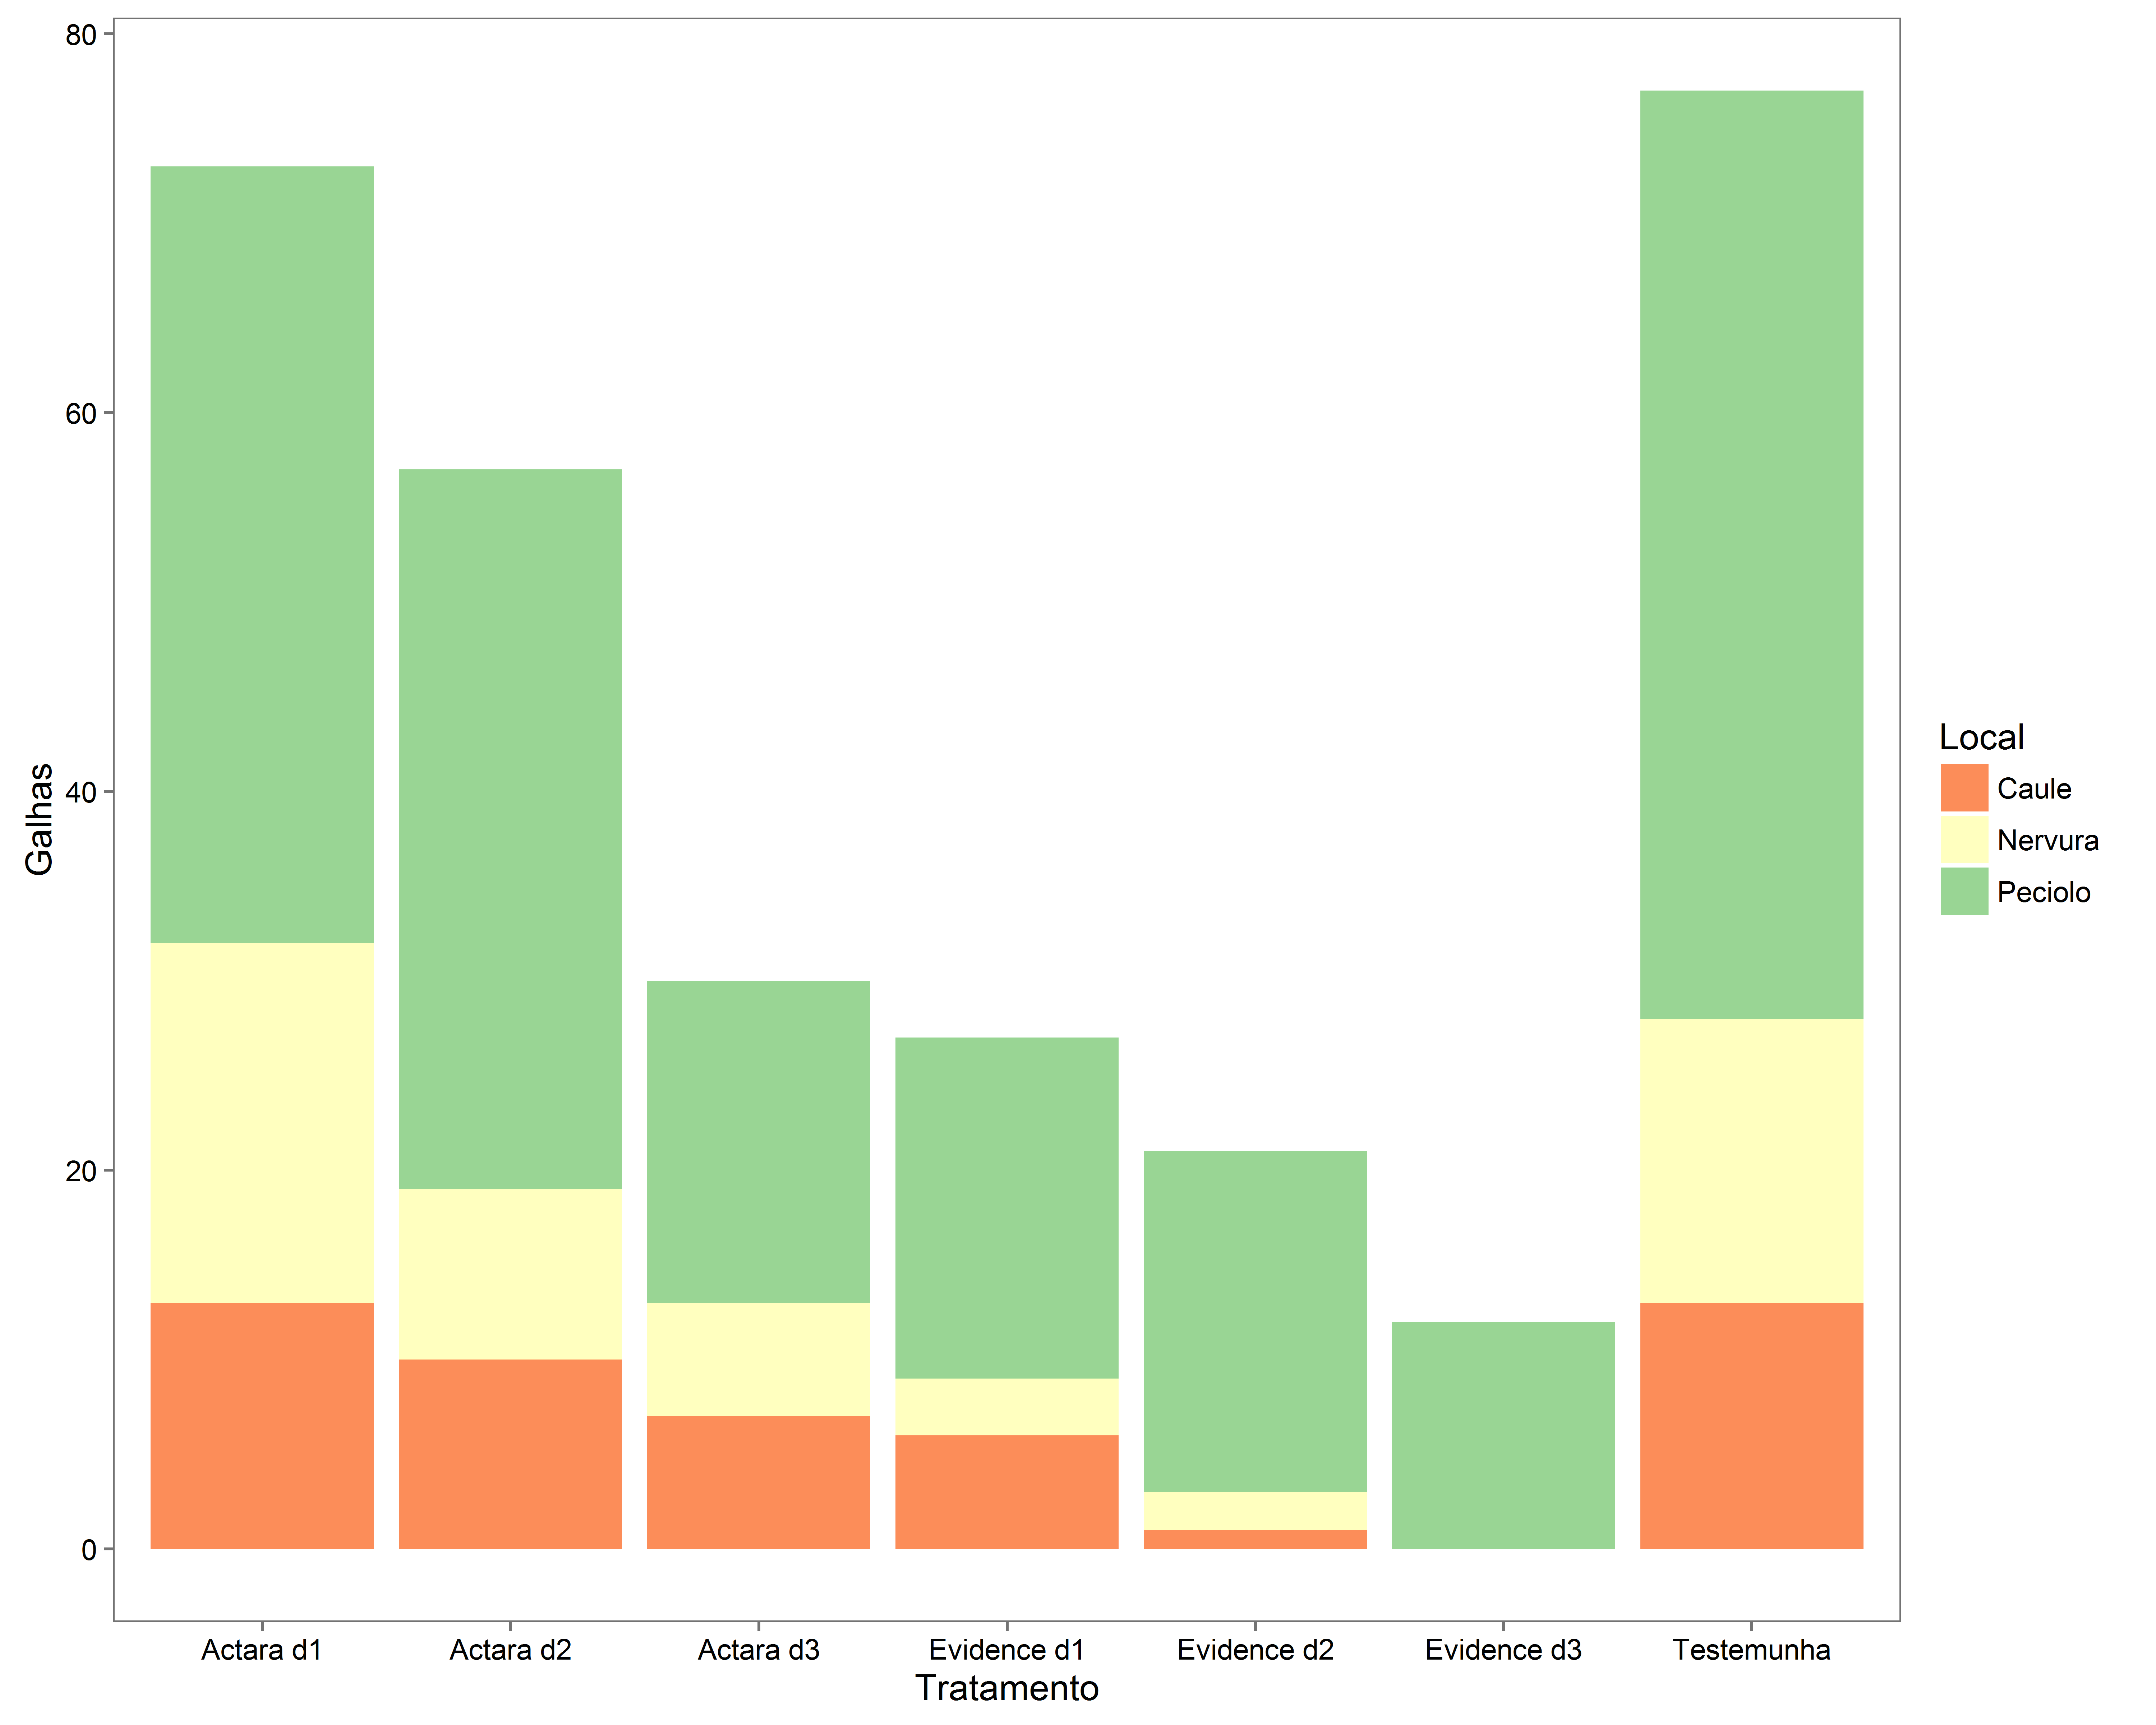 80
60
40
20
0
Galhas
Actara d1
Actara d2
Actara d3
Evidence d1
Evidence d2
Evidence d3
Testemunha
Tratamento
Local
Caule
Nervura
Peciolo